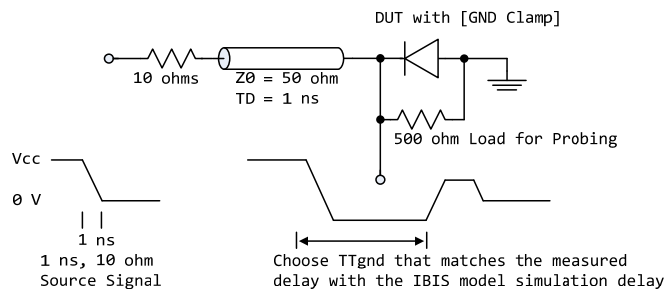 DUT with [GND Clamp]
10 ohms
Z0 = 50 ohm
TD = 1 ns
500 ohm Load for Probing
Vcc
0 V
1 ns
1 ns, 10 ohm
Source Signal
Choose TTgnd that matches the measured
delay with the IBIS model simulation delay